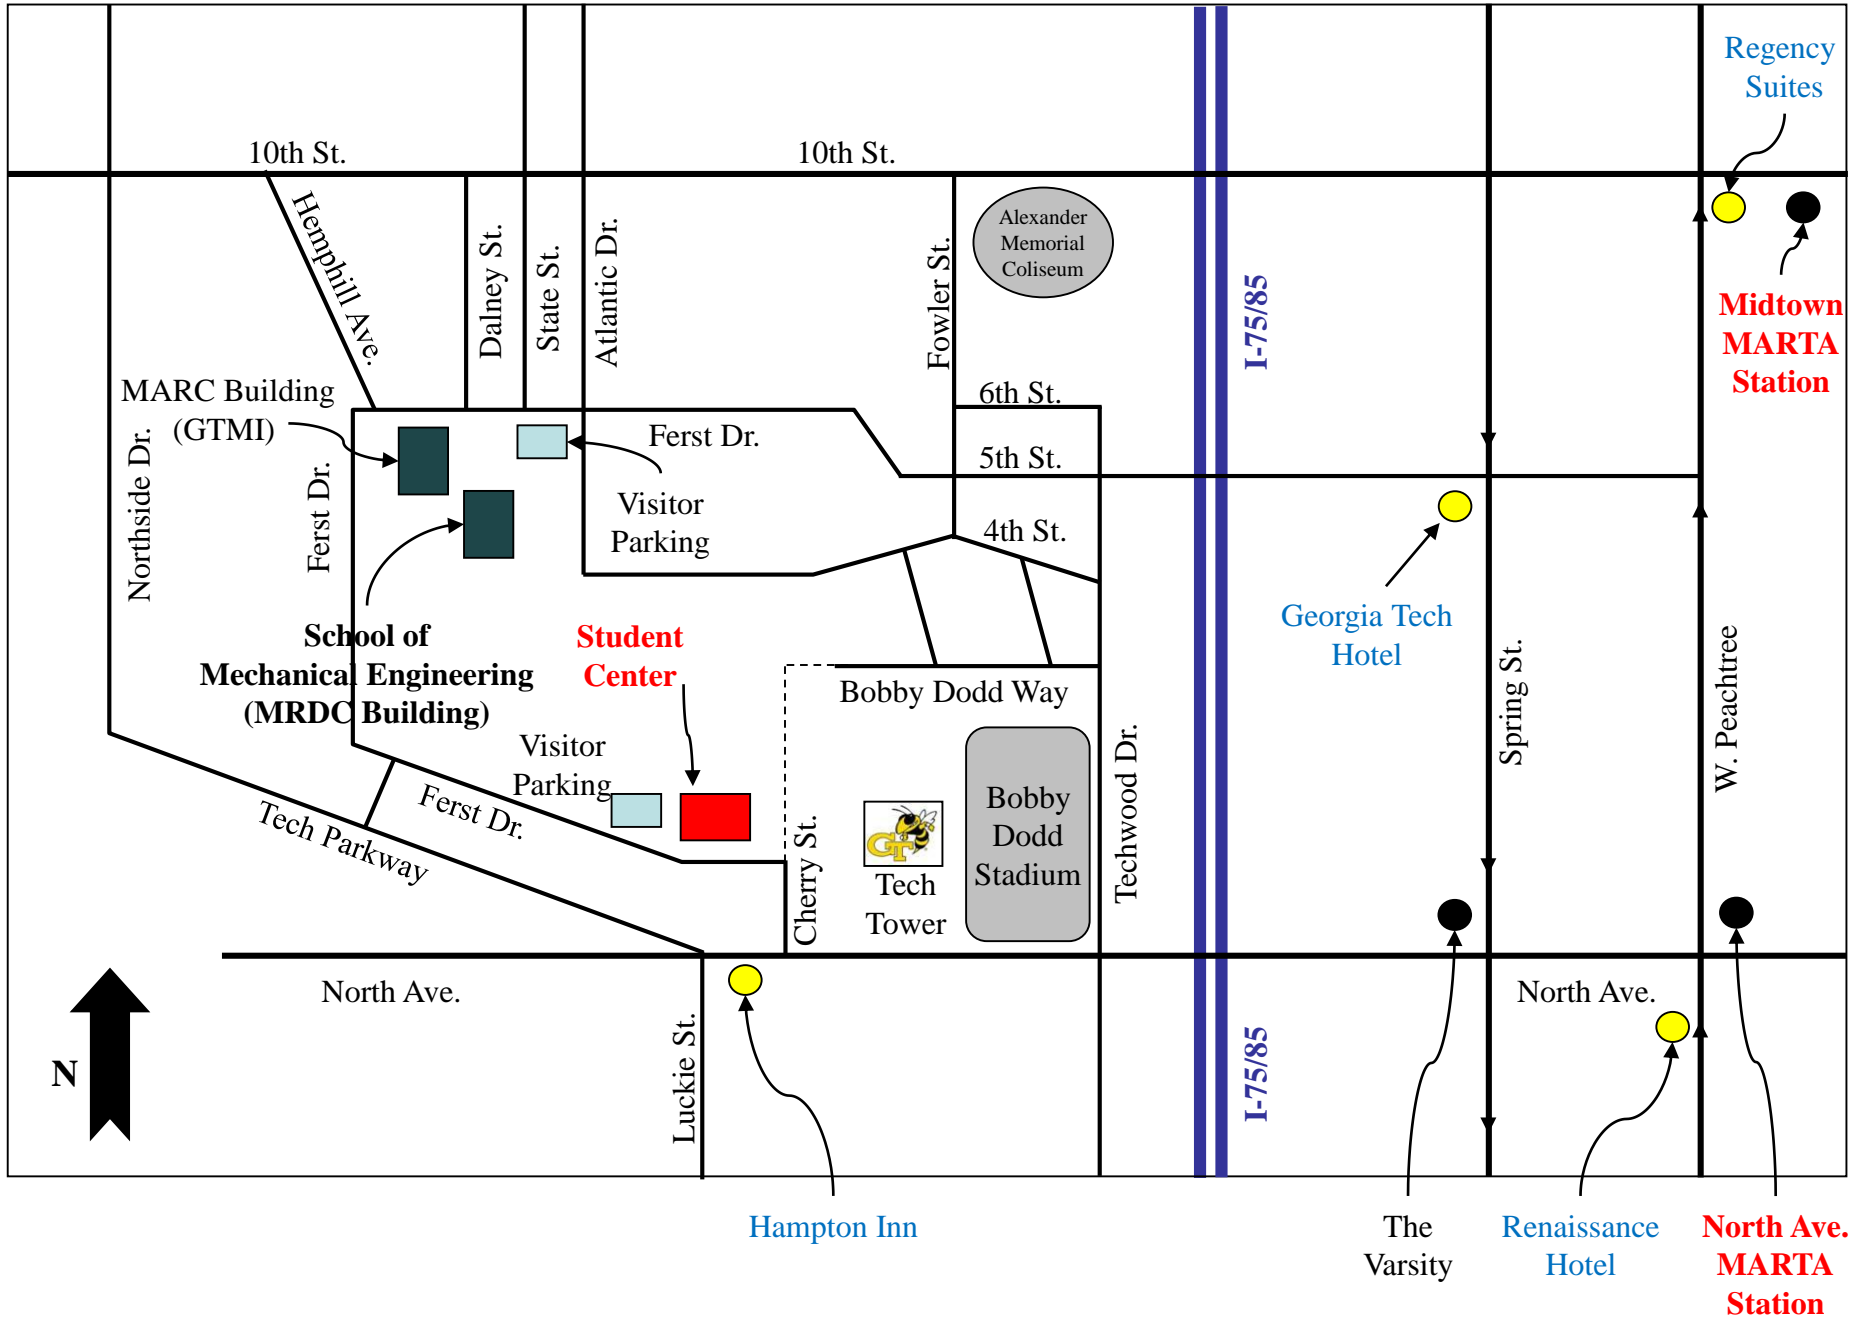 Regency
Suites
10th St.
10th St.
Hemphill Ave.
Dalney St.
State St.
Atlantic Dr.
Fowler St.
Alexander
Memorial
Coliseum
I-75/85
Midtown
MARTA
Station
MARC Building
(GTMI)
6th St.
Ferst Dr.
5th St.
Northside Dr.
Ferst Dr.
Visitor
Parking
4th St.
Georgia Tech
Hotel
School of
Mechanical Engineering
(MRDC Building)
Student
Center
Bobby Dodd Way
Spring St.
W. Peachtree
Visitor
Parking
Techwood Dr.
Ferst Dr.
Tech Parkway
Cherry St.
GT
Tech
Tower
Bobby
Dodd
Stadium
North Ave.
North Ave.
N
Luckie St.
I-75/85
Hampton Inn
The
Varsity
Renaissance
Hotel
North Ave.
MARTA
Station